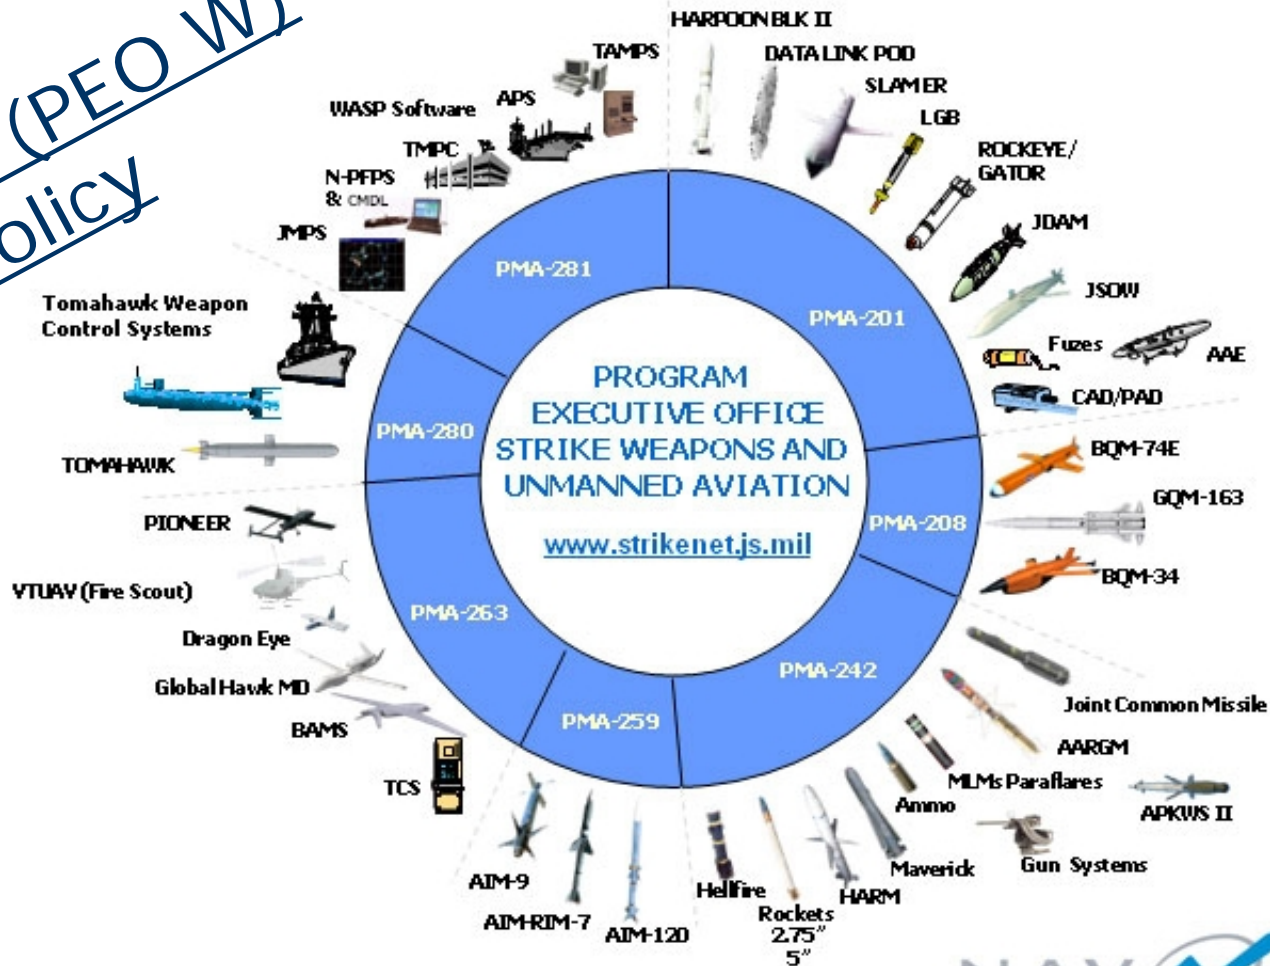 (PEO W)
olicy
HARPOON BLK II
DATA LINK POD
SLAMER
LGB
ROCKEYE/
GATOR
JDAM
JSOW
Fuzes
AAE
CAD/PAD
BQM-74E
GQM-163
BQM-34
Joint Common Missile
AARGM
MLMs Paraflares
APKWS II
Ammo
Gun Systems
Maverick
HARM
Rockets
2.75"
5"
Hellfire
AIM-120
AIM-RIM-7
AIM-9
TCS
BAMS
Global Hawk MD
Dragon Eye
VTUAV (Fire Scout)
PIONEER
TOMAHAWK
Tomahawk Weapon
Control Systems
JMPS
N-PFPS
& CMDL
TMPC
WASP Software
APS
TAMPS
PMA-281
PMA-201
PMA-280
PMA-208
PMA-263
PMA-242
PMA-259
PROGRAM
EXECUTIVE OFFICE
STRIKE WEAPONS AND
UNMANNED AVIATION
www.strikenet.js.mil
NAV